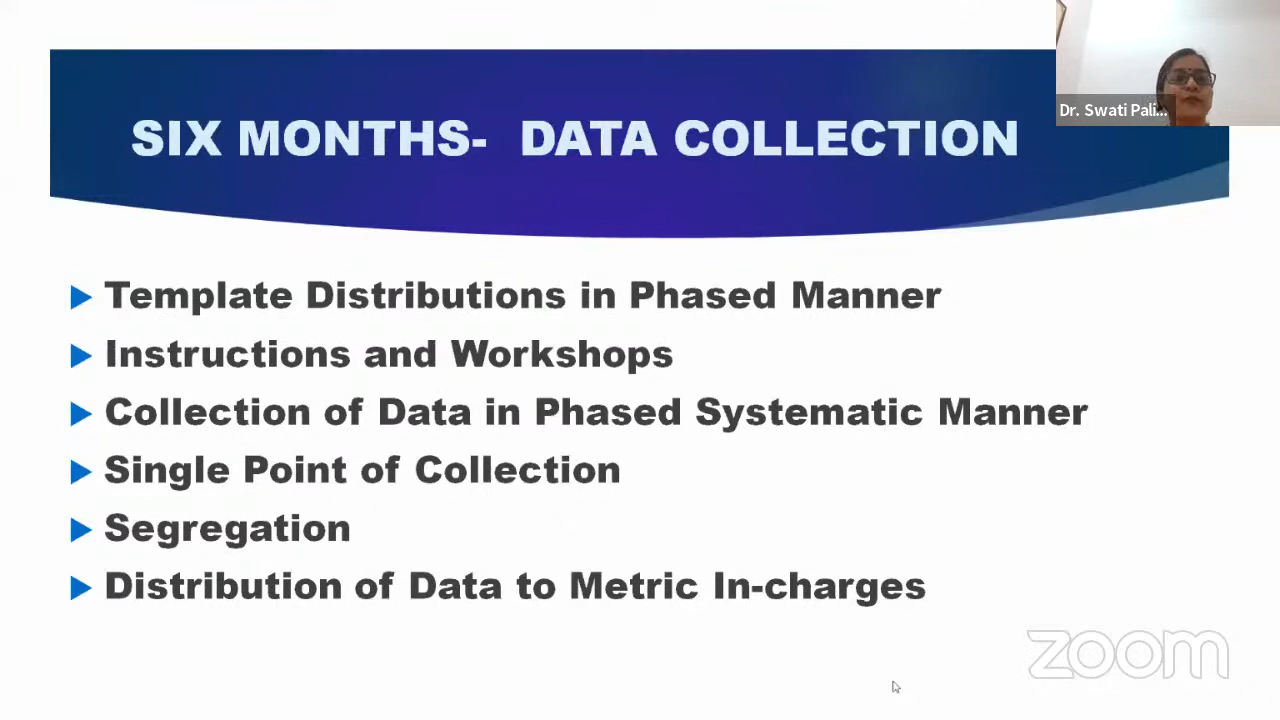 Dr. Swati Pali...
SIX MONTHS- DATA COLLECTION
Template Distributions in Phased Manner
Instructions and Workshops
Collection of Data in Phased Systematic Manner
Single Point of Collection
Segregation
Distribution of Data to Metric In-charges
zoom